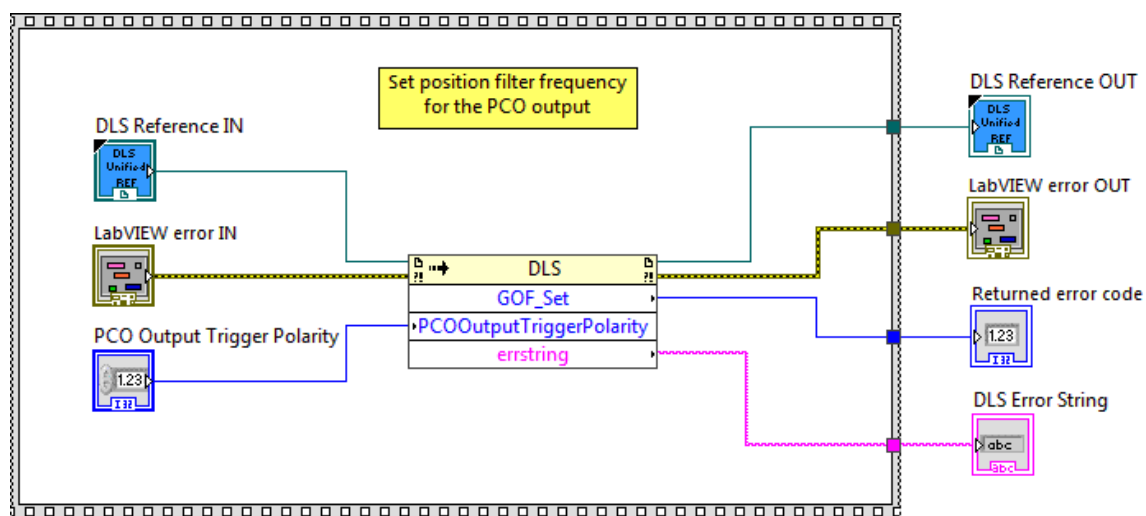 Set position filter frequency
for the PCO output
DLS Reference IN
DLS
Unified
REF
LabVIEW error IN
PCO Output Trigger Polarity
1.23
I32
DLS
GOF_Set
PCOOutputTriggerPolarity
errstring
DLS Reference OUT
DLS
Unified
REF
LabVIEW error OUT
Returned error code
1.23
I32
DLS Error String
abc
abc